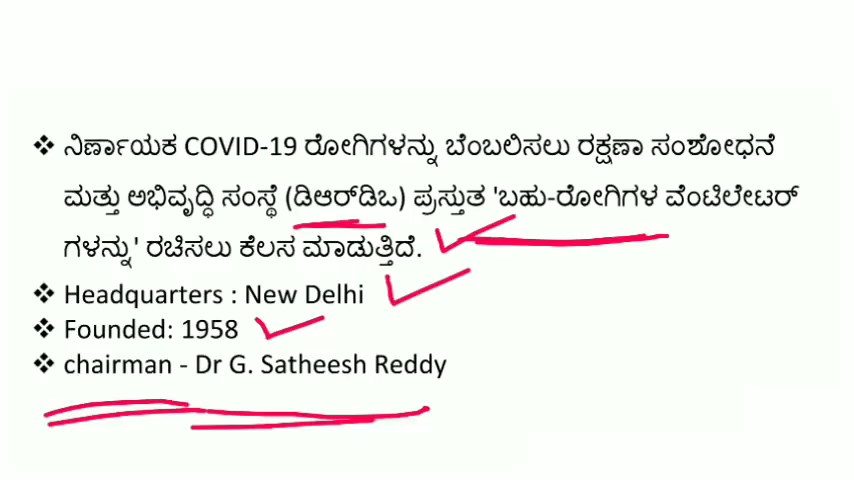 ❖ ನಿರ್ಣಾಯಕ COVID-19 ರೋಗಿಗಳನ್ನು ಬೆಂಬಲಿಸಲು ರಕ್ಷಣಾ ಸಂಶೋಧನೆ
ಮತ್ತು ಅಭಿವೃದ್ಧಿ ಸಂಸ್ಥೆ (ಡಿಆರ್‌ಡಿಒ) ಪ್ರಸ್ತುತ 'ಬಹು-ರೋಗಿಗಳ ವೆಂಟಿಲೇಟರ್
ಗಳನ್ನು' ರಚಿಸಲು ಕೆಲಸ ಮಾಡುತ್ತಿದೆ.
❖ Headquarters : New Delhi
❖ Founded: 1958
❖ chairman - Dr G. Satheesh Reddy